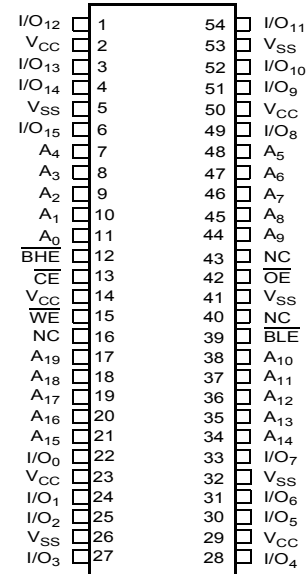 I/O12 1 54 I/O11
VCC 2 53 VSS
I/O13 3 52 I/O10
I/O14 4 51 I/O9
VSS 5 50 VCC
I/O15 6 49 I/O8
A4 7 48 A5
A3 8 47 A6
A2 9 46 A7
A1 10 45 A8
A0 11 44 A9
BHE 12 43 NC
CE 13 42 OE
VCC 14 41 VSS
WE 15 40 NC
NC 16 39 BLE
A19 17 38 A10
A18 18 37 A11
A17 19 36 A12
A16 20 35 A13
A15 21 34 A14
I/O0 22 33 I/O7
VCC 23 32 VSS
I/O1 24 31 I/O6
I/O2 25 30 I/O5
VSS 26 29 VCC
I/O3 27 28 I/O4